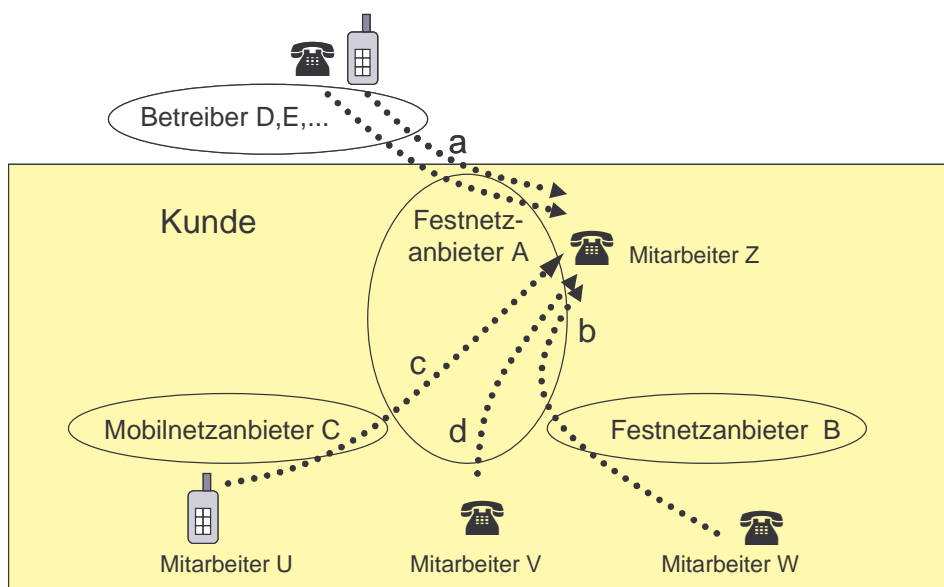 Betreiber D,E,...
a
Kunde
Festnetz-
anbieter A
Mitarbeiter Z
b
c
d
Mobilnetzanbieter C
Festnetzanbieter B
Mitarbeiter U
Mitarbeiter V
Mitarbeiter W